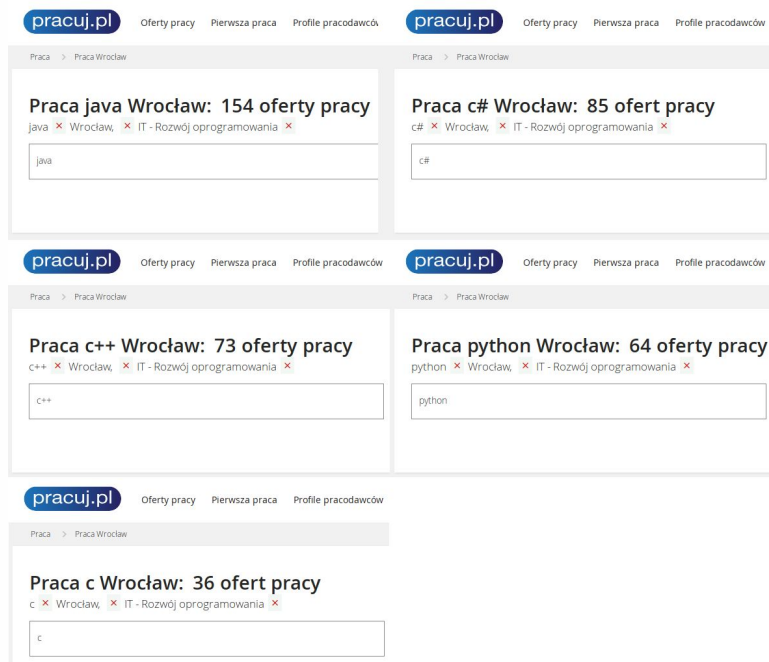 pracuj.pl Oferty pracy Pierwsza praca Profile pracodawców
Praca > Praca Wrocław
Praca java Wrocław: 154 oferty pracy
java × Wrocław, × IT - Rozwój oprogramowania ×
java
pracuj.pl Oferty pracy Pierwsza praca Profile pracodawców
Praca > Praca Wrocław
Praca c# Wrocław: 85 ofert pracy
c# × Wrocław, × IT - Rozwój oprogramowania ×
c#
pracuj.pl Oferty pracy Pierwsza praca Profile pracodawców
Praca > Praca Wrocław
Praca c++ Wrocław: 73 oferty pracy
c++ × Wrocław, × IT - Rozwój oprogramowania ×
c++
pracuj.pl Oferty pracy Pierwsza praca Profile pracodawców
Praca > Praca Wrocław
Praca python Wrocław: 64 oferty pracy
python × Wrocław, × IT - Rozwój oprogramowania ×
python
pracuj.pl Oferty pracy Pierwsza praca Profile pracodawców
Praca > Praca Wrocław
Praca c Wrocław: 36 ofert pracy
c × Wrocław, × IT - Rozwój oprogramowania ×
c